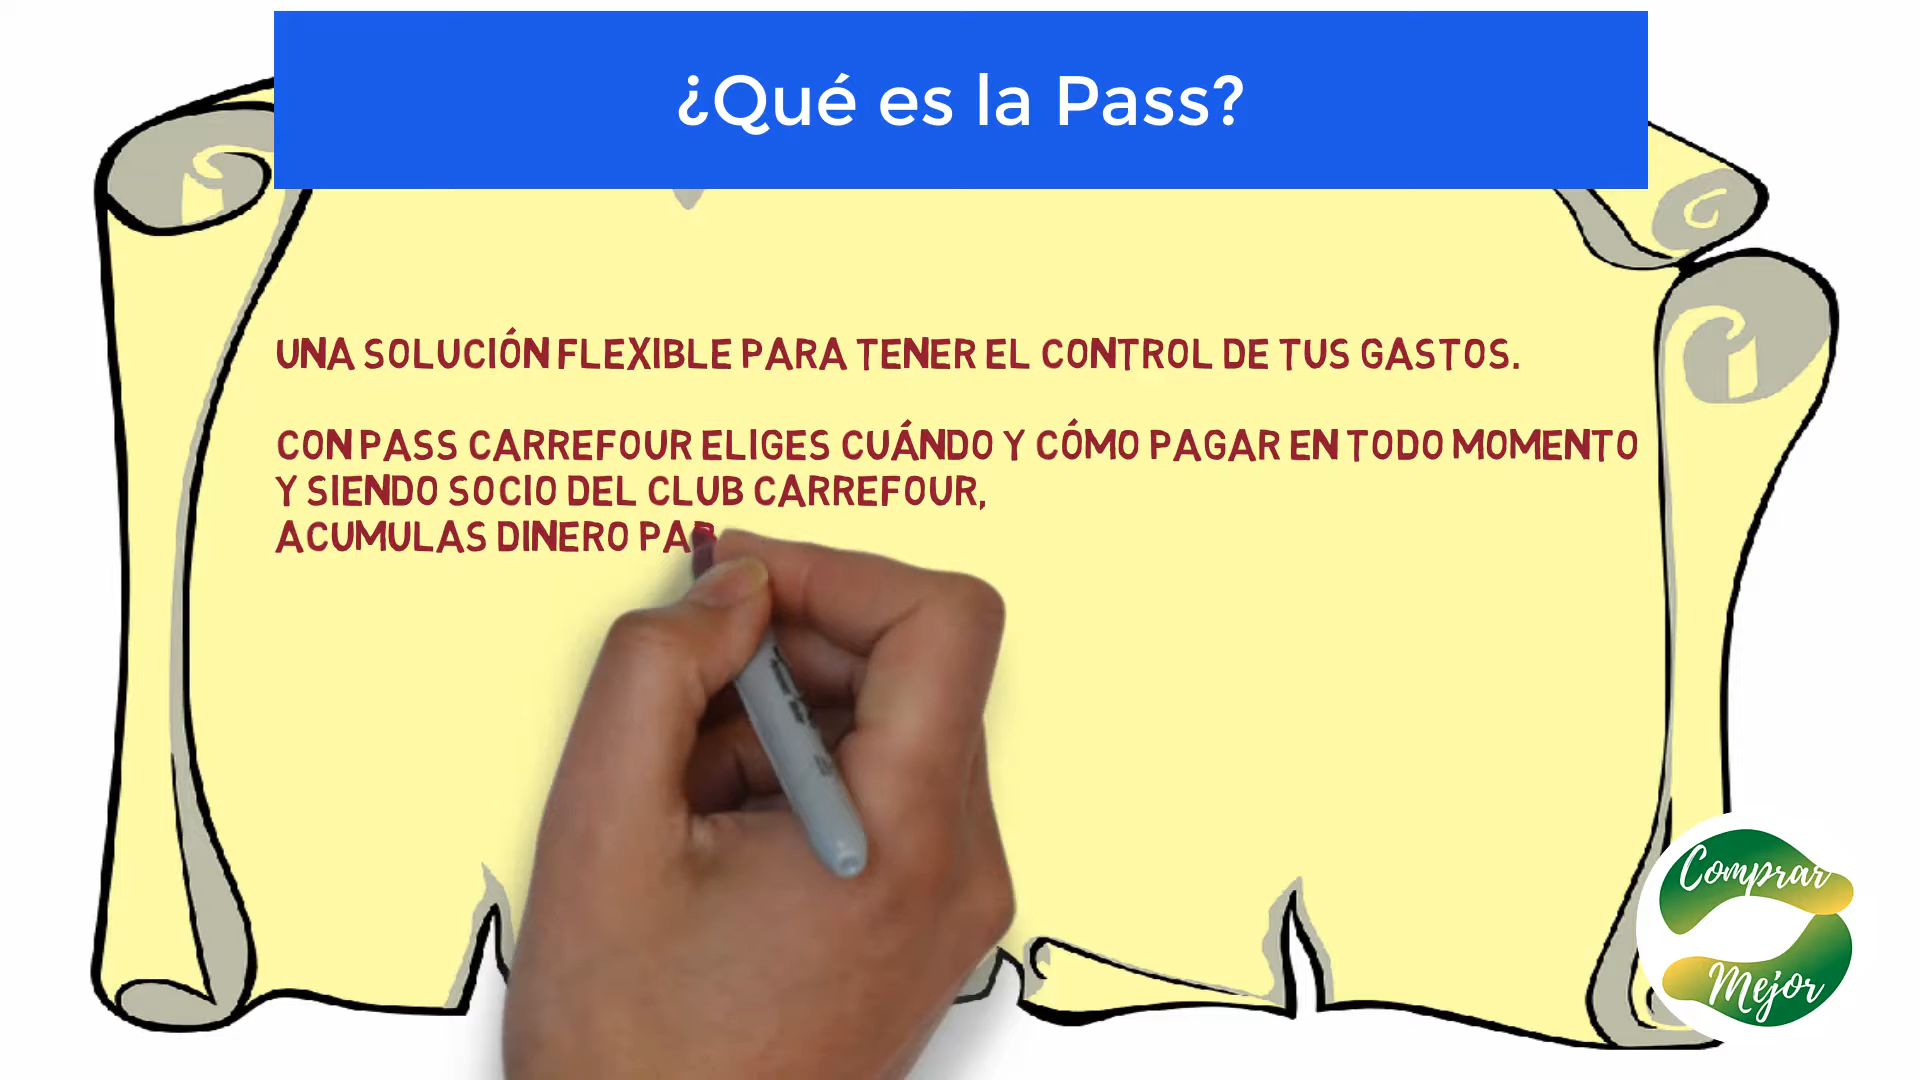 ¿Qué es la Pass?
UNA SOLUCIÓN FLEXIBLE PARA TENER EL CONTROL DE TUS GASTOS.
CON PASS CARREFOUR ELIGES CUÁNDO Y CÓMO PAGAR EN TODO MOMENTO
Y SIENDO SOCIO DEL CLUB CARREFOUR,
ACUMULAS DINERO
Comprar
Mejor